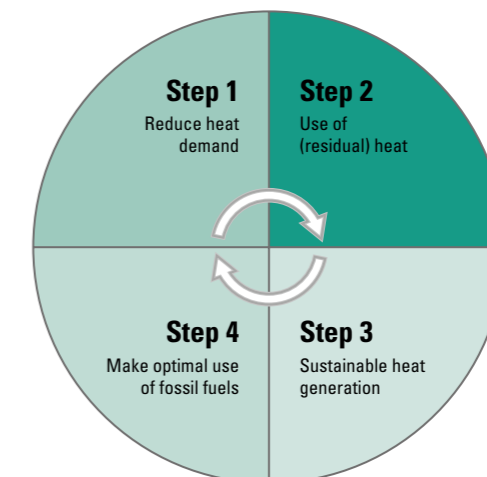 Step 1
Reduce heat
demand
Step 2
Use of
(residual) heat
Step 3
Sustainable heat
generation
Step 4
Make optimal use
of fossil fuels